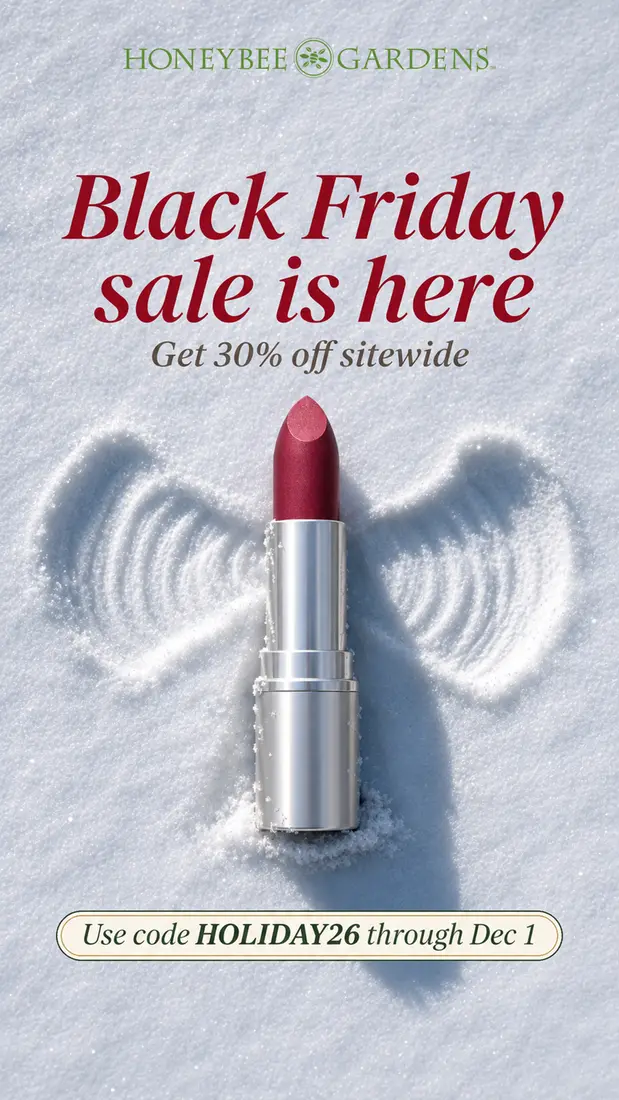 HONEYBEE GARDENS
Black Friday
sale is here
Get 30% off sitewide
Use code HOLIDAY26 through Dec 1